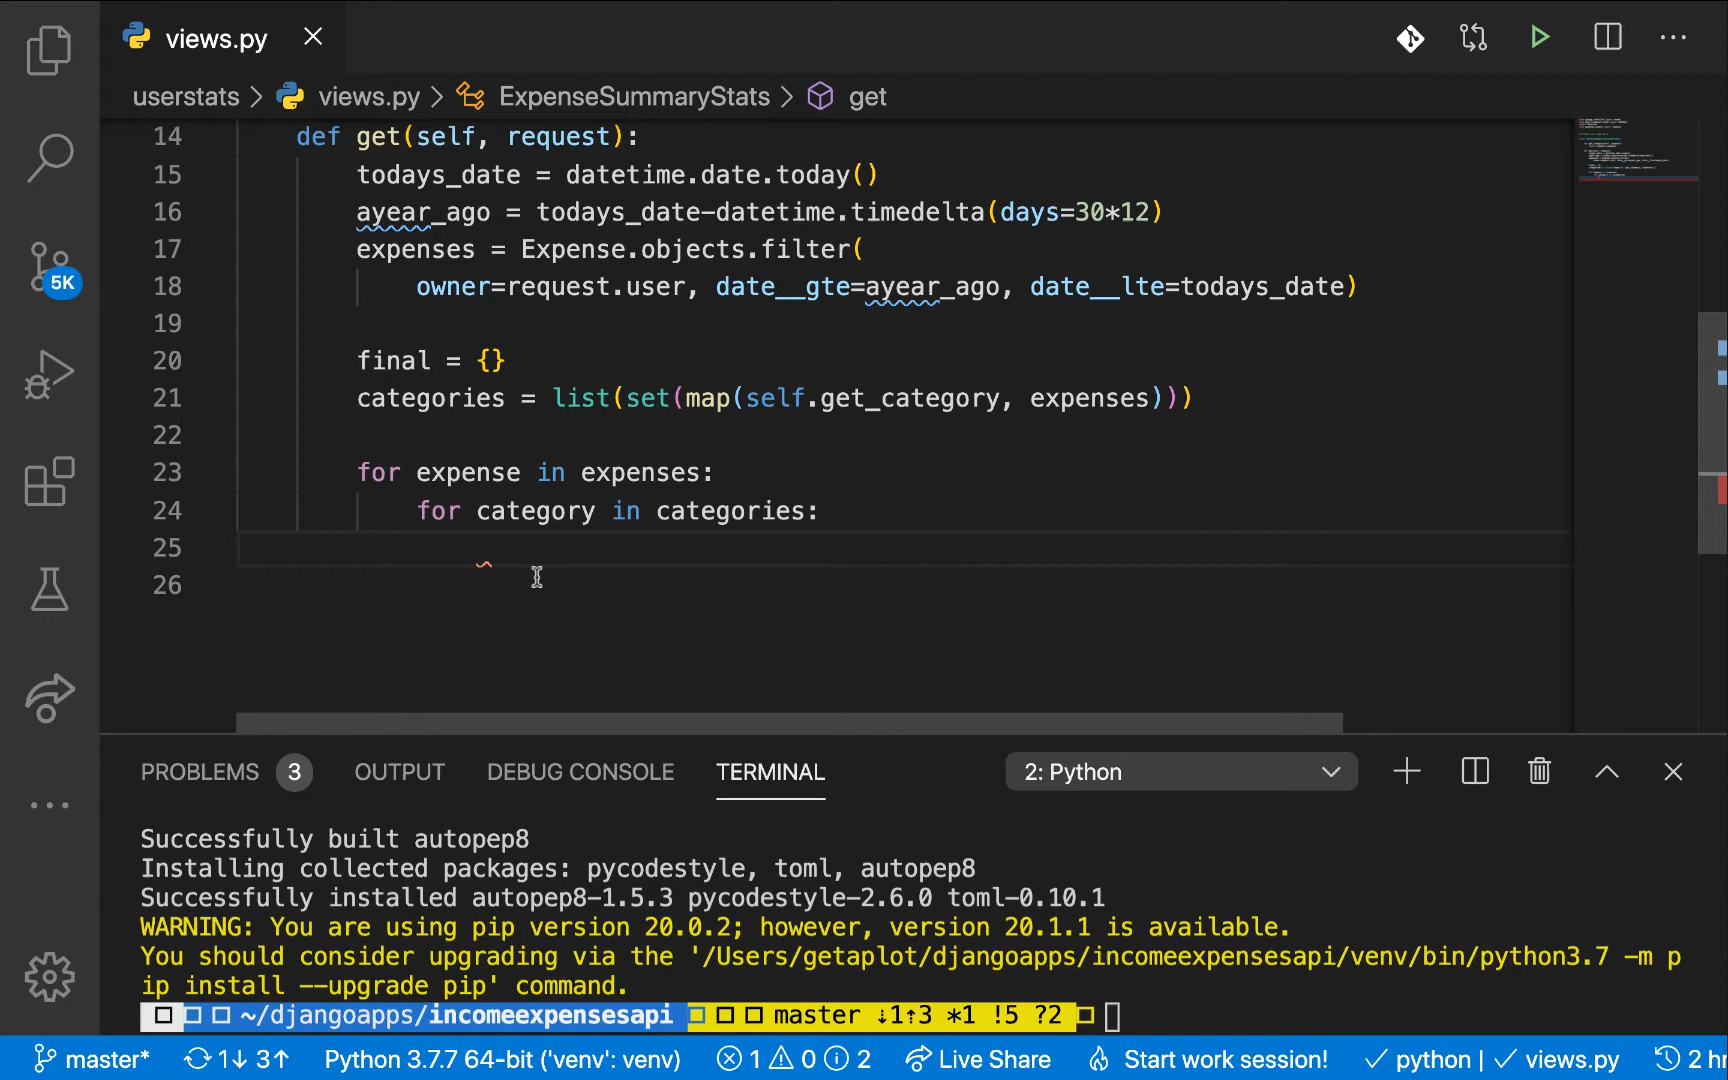 views.py
userstats > views.py > ExpenseSummaryStats > get
14 def get(self, request):
15 todays_date = datetime.date.today()
16 ayear_ago = todays_date-datetime.timedelta(days=30*12)
17 expenses = Expense.objects.filter(
18 owner=request.user, date__gte=ayear_ago, date__lte=todays_date)
19
20 final = {}
21 categories = list(set(map(self.get_category, expenses)))
22
23 for expense in expenses:
24 for category in categories:
25
26
5K
PROBLEMS 3 OUTPUT DEBUG CONSOLE TERMINAL 2: Python
Successfully built autopep8
Installing collected packages: pycodestyle, toml, autopep8
Successfully installed autopep8-1.5.3 pycodestyle-2.6.0 toml-0.10.1
WARNING: You are using pip version 20.0.2; however, version 20.1.1 is available.
You should consider upgrading via the '/Users/getaplot/djangoapps/incomeexpensesapi/venv/bin/python3.7 -m p
ip install --upgrade pip' command.
~/djangoapps/incomeexpensesapi master ↓1↑3 *1 !5 ?2
master* 1↓ 3↑ Python 3.7.7 64-bit ('venv': venv) 1 0 2 Live Share Start work session! ✓ python | ✓ views.py 2